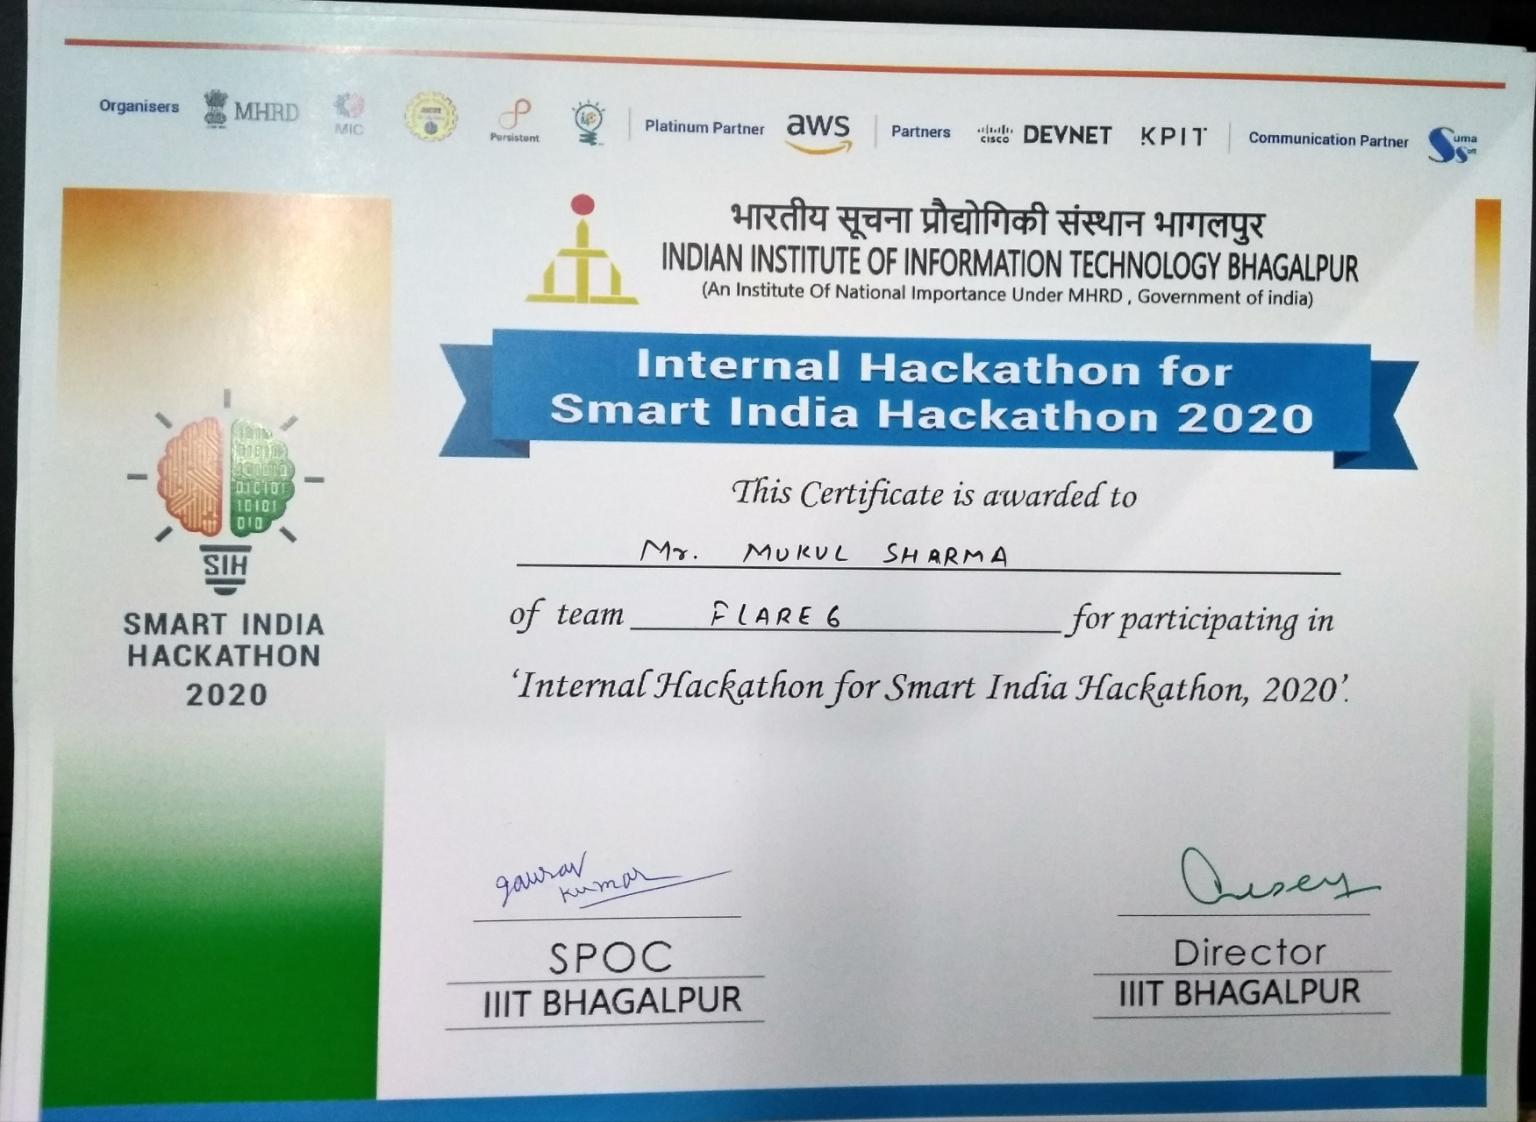 Organisers MHRD MIC Persistent Platinum Partner aws Partners CISCO DEVNET KPIT Communication Partner Suma Soft
भारतीय सूचना प्रौद्योगिकी संस्थान भागलपुर
INDIAN INSTITUTE OF INFORMATION TECHNOLOGY BHAGALPUR
(An Institute Of National Importance Under MHRD , Government of india)
Internal Hackathon for
Smart India Hackathon 2020
This Certificate is awarded to
Mr. MUKUL SHARMA
of team FLARE 6 for participating in
'Internal Hackathon for Smart India Hackathon, 2020'.
SIH
SMART INDIA
HACKATHON
2020
gaurav
kumar
SPOC
IIIT BHAGALPUR
Director
IIIT BHAGALPUR